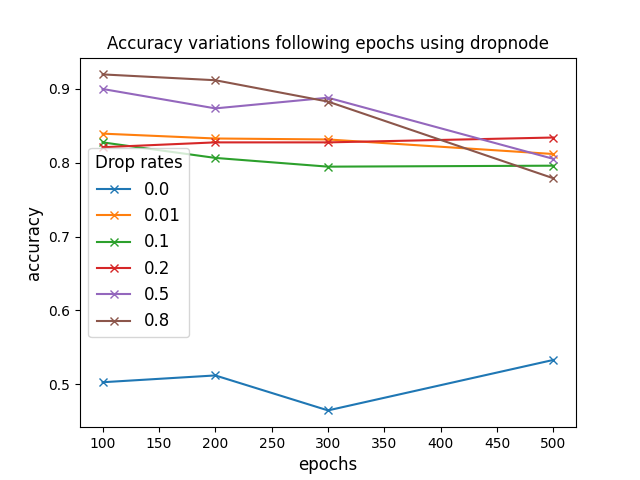 Accuracy variations following epochs using dropnode
accuracy
0.9
0.8
0.7
0.6
0.5
Drop rates
0.0
0.01
0.1
0.2
0.5
0.8
100 150 200 250 300 350 400 450 500
epochs